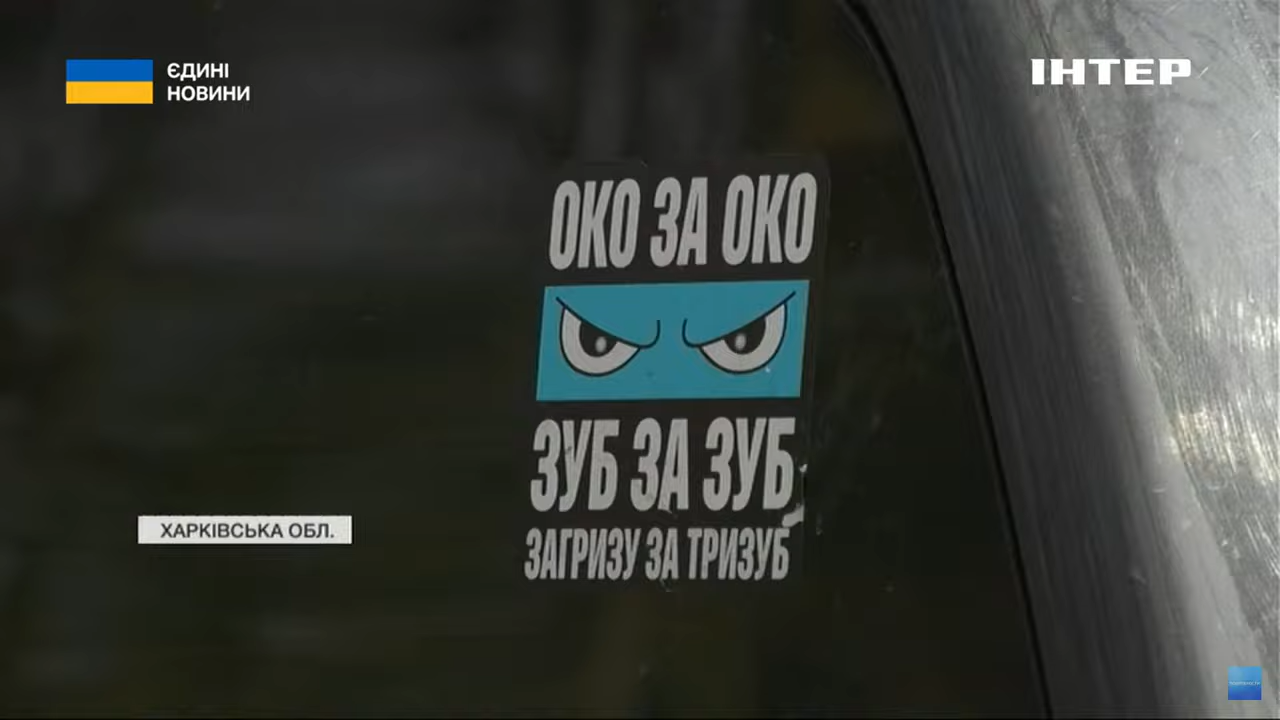 ЄДИНІ
НОВИНИ
ІНТЕР
ОКО ЗА ОКО
ЗУБ ЗА ЗУБ
ЗАГРИЗУ ЗА ТРИЗУБ
ХАРКІВСЬКА ОБЛ.